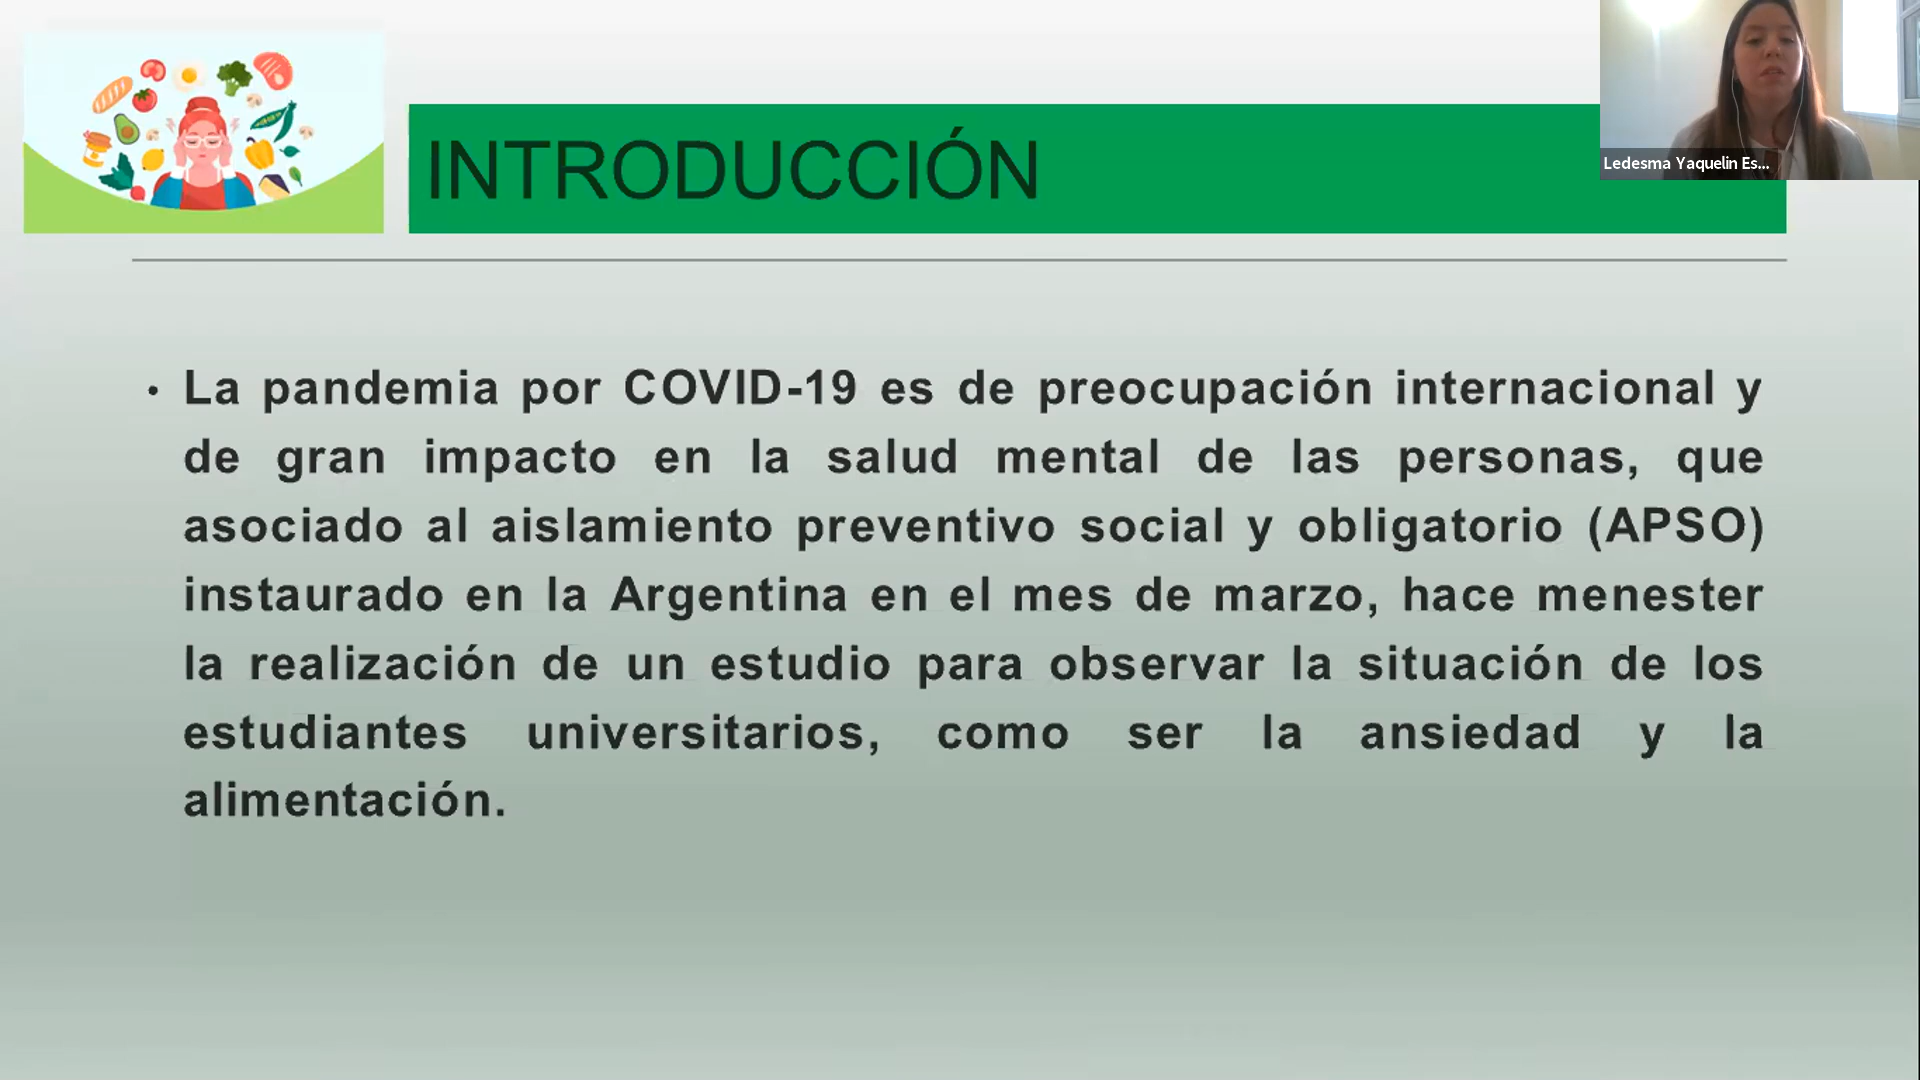 INTRODUCCIÓN
Ledesma Yaquelin Es...
• La pandemia por COVID-19 es de preocupación internacional y
de gran impacto en la salud mental de las personas, que
asociado al aislamiento preventivo social y obligatorio (APSO)
instaurado en la Argentina en el mes de marzo, hace menester
la realización de un estudio para observar la situación de los
estudiantes universitarios, como ser la ansiedad y la
alimentación.